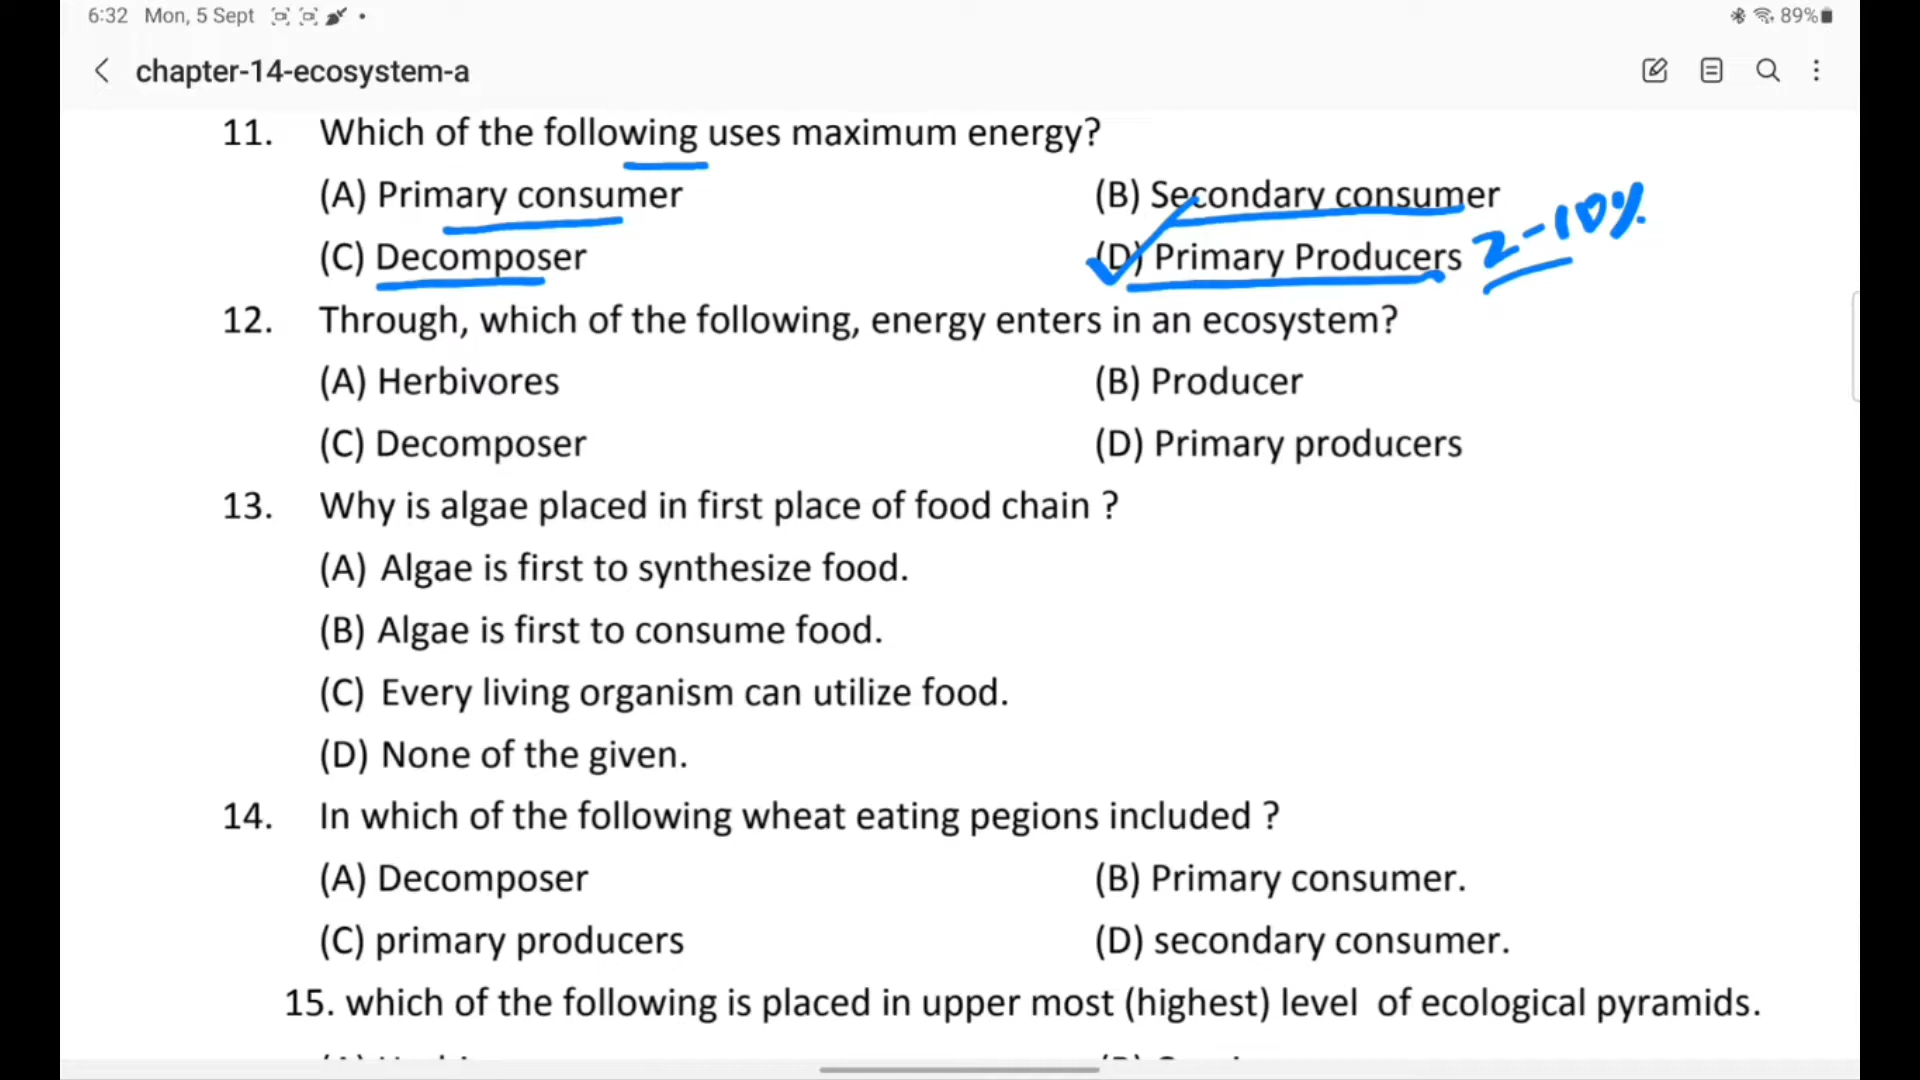 6:32 Mon, 5 Sept 89%
chapter-14-ecosystem-a
11. Which of the following uses maximum energy?
(A) Primary consumer (B) Secondary consumer
(C) Decomposer (D) Primary Producers 2-10%
12. Through, which of the following, energy enters in an ecosystem?
(A) Herbivores (B) Producer
(C) Decomposer (D) Primary producers
13. Why is algae placed in first place of food chain ?
(A) Algae is first to synthesize food.
(B) Algae is first to consume food.
(C) Every living organism can utilize food.
(D) None of the given.
14. In which of the following wheat eating pegions included ?
(A) Decomposer (B) Primary consumer.
(C) primary producers (D) secondary consumer.
15. which of the following is placed in upper most (highest) level of ecological pyramids.